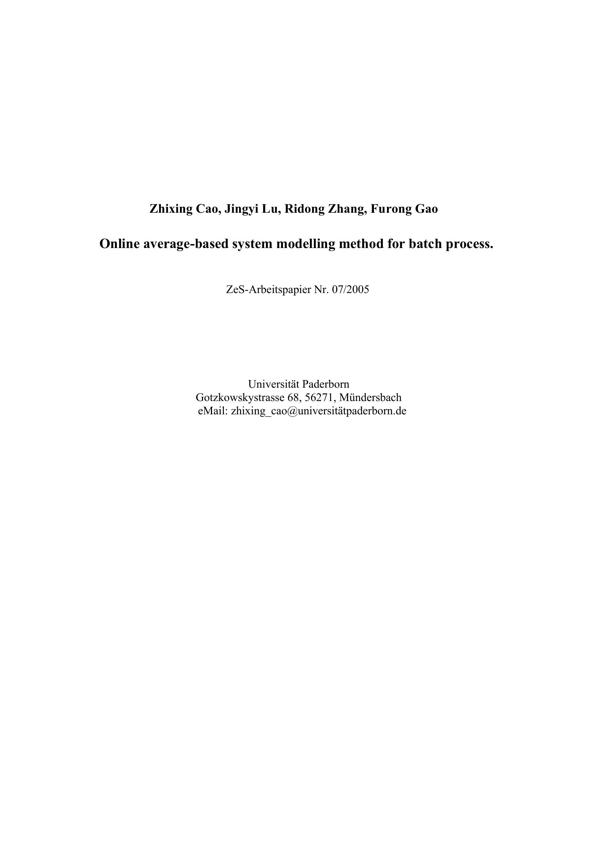 Zhixing Cao, Jingyi Lu, Ridong Zhang, Furong Gao
Online average-based system modelling method for batch process.
ZeS-Arbeitspapier Nr. 07/2005
Universität Paderborn
Gotzkowskystrasse 68, 56271, Mündersbach
eMail: zhixing_cao@universitätpaderborn.de